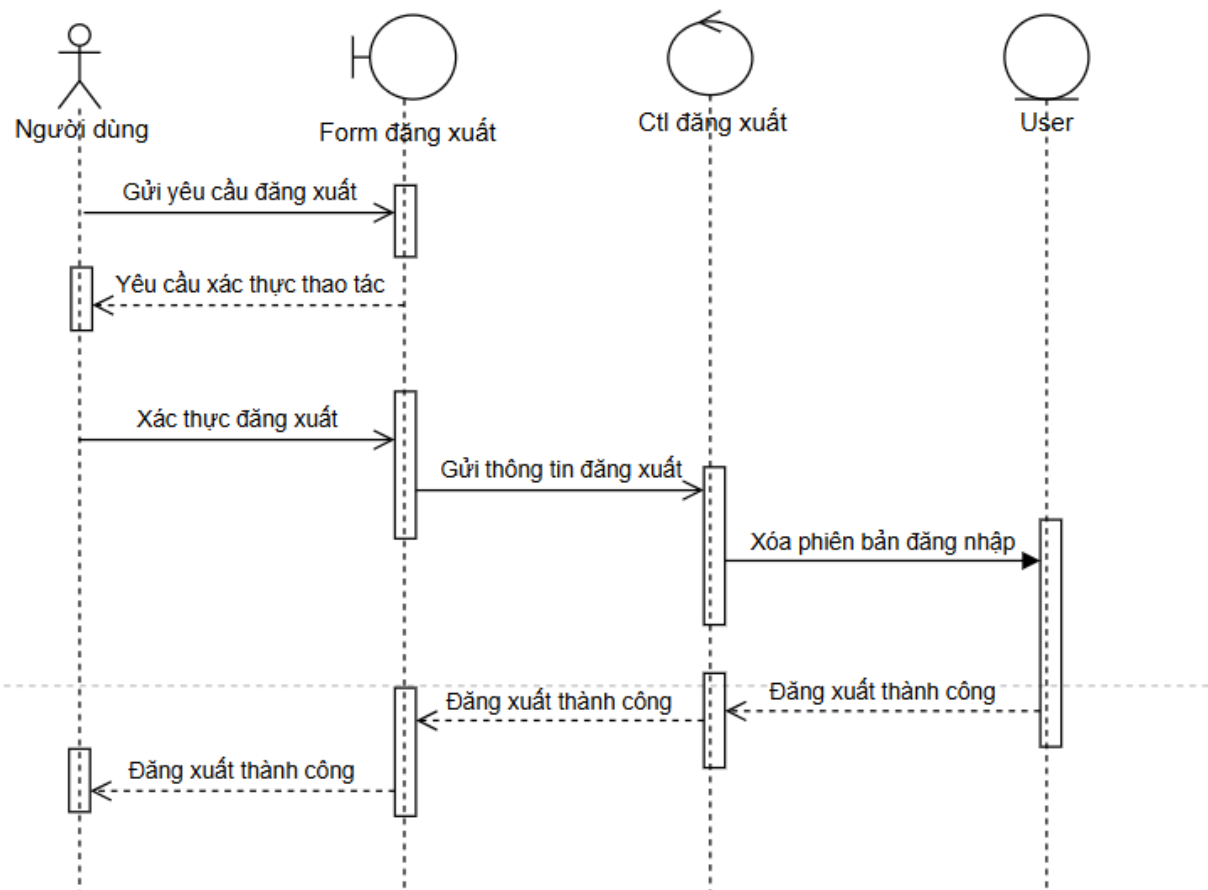 Người dùng
Form đăng xuất
Ctl đăng xuất
User
Gửi yêu cầu đăng xuất
Yêu cầu xác thực thao tác
Xác thực đăng xuất
Gửi thông tin đăng xuất
Xóa phiên bản đăng nhập
Đăng xuất thành công
Đăng xuất thành công
Đăng xuất thành công